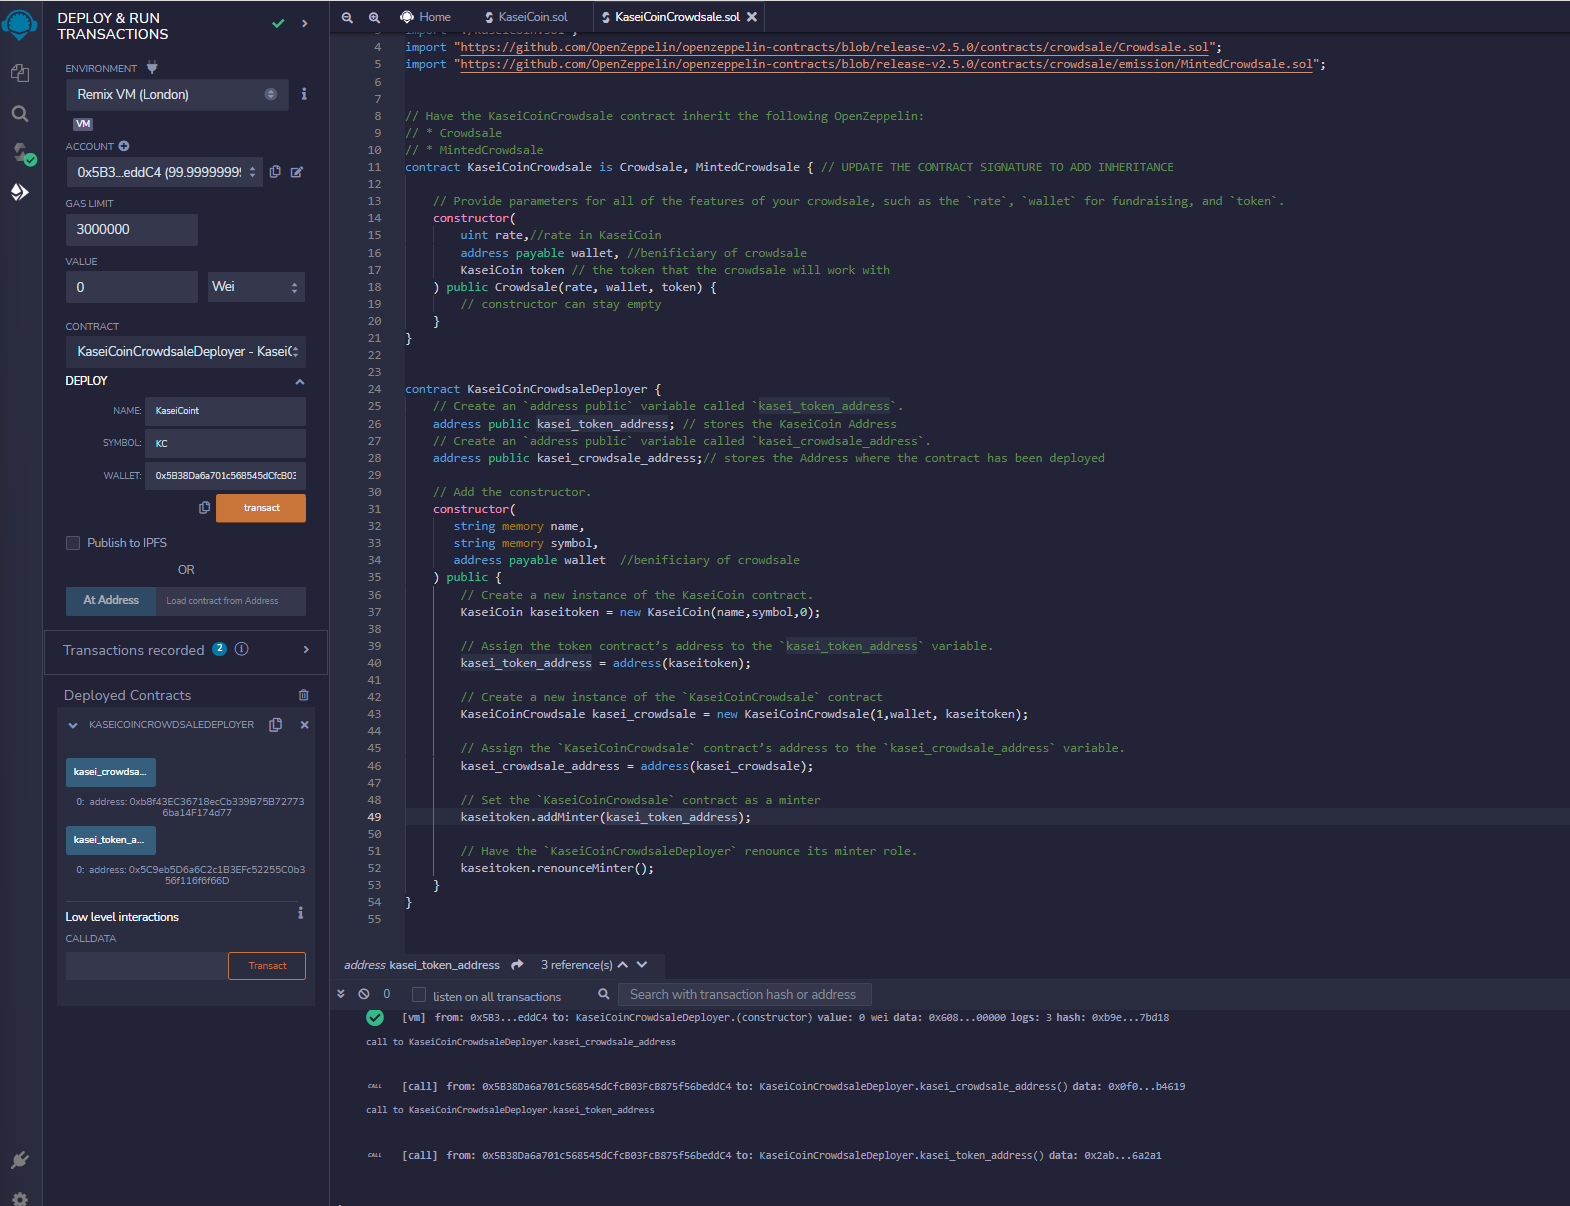 DEPLOY & RUN
TRANSACTIONS
ENVIRONMENT
Remix VM (London)
VM
ACCOUNT
0x5B3...eddC4 (99.9999999
GAS LIMIT
3000000
VALUE
0
Wei
CONTRACT
KaseiCoinCrowdsaleDeployer - KaseiC
DEPLOY
NAME: KaseiCoint
SYMBOL: KC
WALLET: 0x5B38Da6a701c568545dCfcB03
transact
Publish to IPFS
OR
At Address Load contract from Address
Transactions recorded 2
Deployed Contracts
KASEICOINCROWDSALEDEPLOYER
kasei_crowdsa...
0: address: 0xb8f43EC36718ecCb339B75B72773
6ba14F174d77
kasei_token_a...
0: address: 0x5C9eb5D6a6C2c1B3EFc52255C0b3
56f116f6f66D
Low level interactions
CALLDATA
Transact
Home KaseiCoin.sol KaseiCoinCrowdsale.sol
3 import "./KaseiCoin.sol";
4 import "https://github.com/OpenZeppelin/openzeppelin-contracts/blob/release-v2.5.0/contracts/crowdsale/Crowdsale.sol";
5 import "https://github.com/OpenZeppelin/openzeppelin-contracts/blob/release-v2.5.0/contracts/crowdsale/emission/MintedCrowdsale.sol";
6
7
8 // Have the KaseiCoinCrowdsale contract inherit the following OpenZeppelin:
9 // * Crowdsale
10 // * MintedCrowdsale
11 contract KaseiCoinCrowdsale is Crowdsale, MintedCrowdsale { // UPDATE THE CONTRACT SIGNATURE TO ADD INHERITANCE
12
13 // Provide parameters for all of the features of your crowdsale, such as the `rate`, `wallet` for fundraising, and `token`.
14 constructor(
15 uint rate,//rate in KaseiCoin
16 address payable wallet, //benificiary of crowdsale
17 KaseiCoin token // the token that the crowdsale will work with
18 ) public Crowdsale(rate, wallet, token) {
19 // constructor can stay empty
20 }
21 }
22
23
24 contract KaseiCoinCrowdsaleDeployer {
25 // Create an `address public` variable called `kasei_token_address`.
26 address public kasei_token_address; // stores the KaseiCoin Address
27 // Create an `address public` variable called `kasei_crowdsale_address`.
28 address public kasei_crowdsale_address;// stores the Address where the contract has been deployed
29
30 // Add the constructor.
31 constructor(
32 string memory name,
33 string memory symbol,
34 address payable wallet //benificiary of crowdsale
35 ) public {
36 // Create a new instance of the KaseiCoin contract.
37 KaseiCoin kaseitoken = new KaseiCoin(name,symbol,0);
38
39 // Assign the token contract’s address to the `kasei_token_address` variable.
40 kasei_token_address = address(kaseitoken);
41
42 // Create a new instance of the `KaseiCoinCrowdsale` contract
43 KaseiCoinCrowdsale kasei_crowdsale = new KaseiCoinCrowdsale(1,wallet, kaseitoken);
44
45 // Assign the `KaseiCoinCrowdsale` contract’s address to the `kasei_crowdsale_address` variable.
46 kasei_crowdsale_address = address(kasei_crowdsale);
47
48 // Set the `KaseiCoinCrowdsale` contract as a minter
49 kaseitoken.addMinter(kasei_token_address);
50
51 // Have the `KaseiCoinCrowdsaleDeployer` renounce its minter role.
52 kaseitoken.renounceMinter();
53 }
54 }
55
address kasei_token_address 3 reference(s)
0 listen on all transactions Search with transaction hash or address
[vm] from: 0x5B3...eddC4 to: KaseiCoinCrowdsaleDeployer.(constructor) value: 0 wei data: 0x608...00000 logs: 3 hash: 0xb9e...7bd18
call to KaseiCoinCrowdsaleDeployer.kasei_crowdsale_address
CALL [call] from: 0x5B38Da6a701c568545dCfcB03FcB875f56beddC4 to: KaseiCoinCrowdsaleDeployer.kasei_crowdsale_address() data: 0x0f0...b4619
call to KaseiCoinCrowdsaleDeployer.kasei_token_address
CALL [call] from: 0x5B38Da6a701c568545dCfcB03FcB875f56beddC4 to: KaseiCoinCrowdsaleDeployer.kasei_token_address() data: 0x2ab...6a2a1